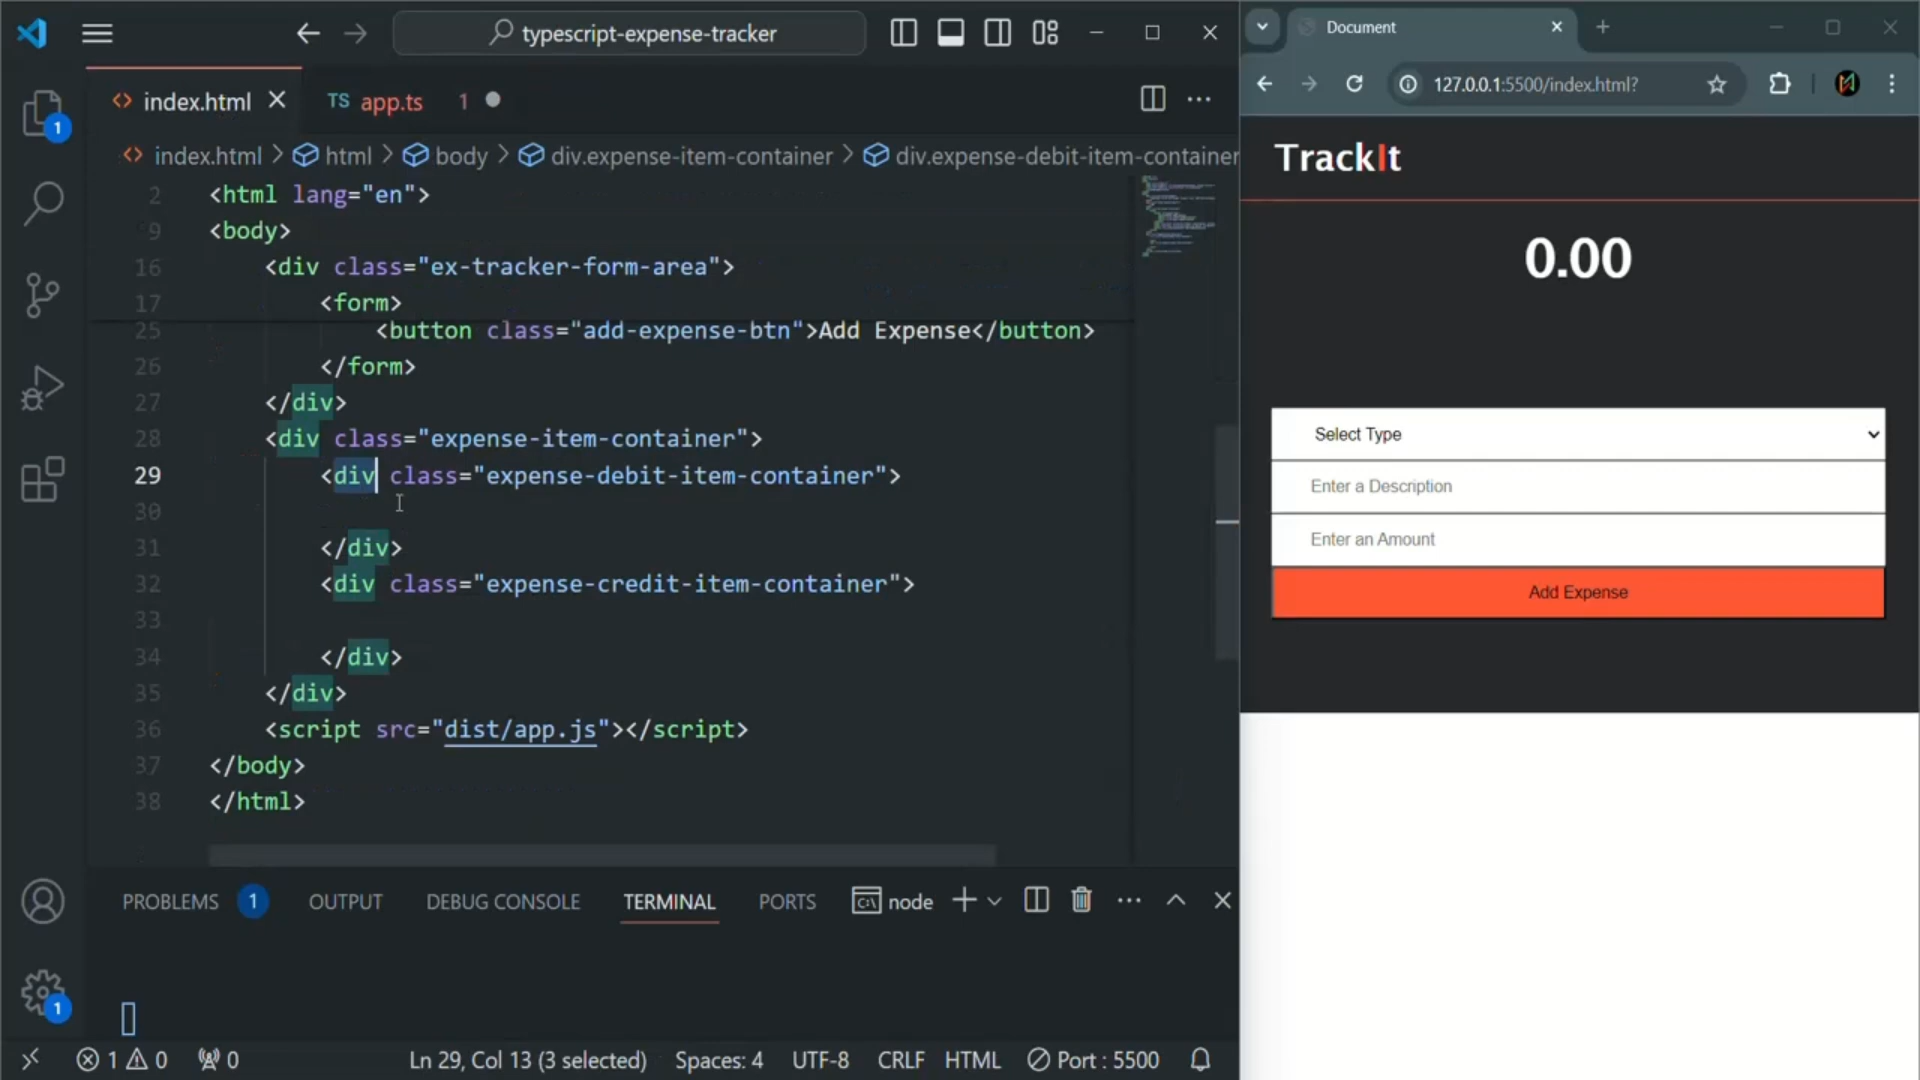 typescript-expense-tracker
index.html
TS app.ts 1
index.html > html > body > div.expense-item-container > div.expense-debit-item-container
2 <html lang="en">
9 <body>
16 <div class="ex-tracker-form-area">
17 <form>
25 <button class="add-expense-btn">Add Expense</button>
26 </form>
27 </div>
28 <div class="expense-item-container">
29 <div class="expense-debit-item-container">
30
31 </div>
32 <div class="expense-credit-item-container">
33
34 </div>
35 </div>
36 <script src="dist/app.js"></script>
37 </body>
38 </html>
PROBLEMS 1 OUTPUT DEBUG CONSOLE TERMINAL PORTS node
1
1
1 0 0 Ln 29, Col 13 (3 selected) Spaces: 4 UTF-8 CRLF HTML Port : 5500
Document
127.0.0.1:5500/index.html?
TrackIt
0.00
Select Type
Enter a Description
Enter an Amount
Add Expense